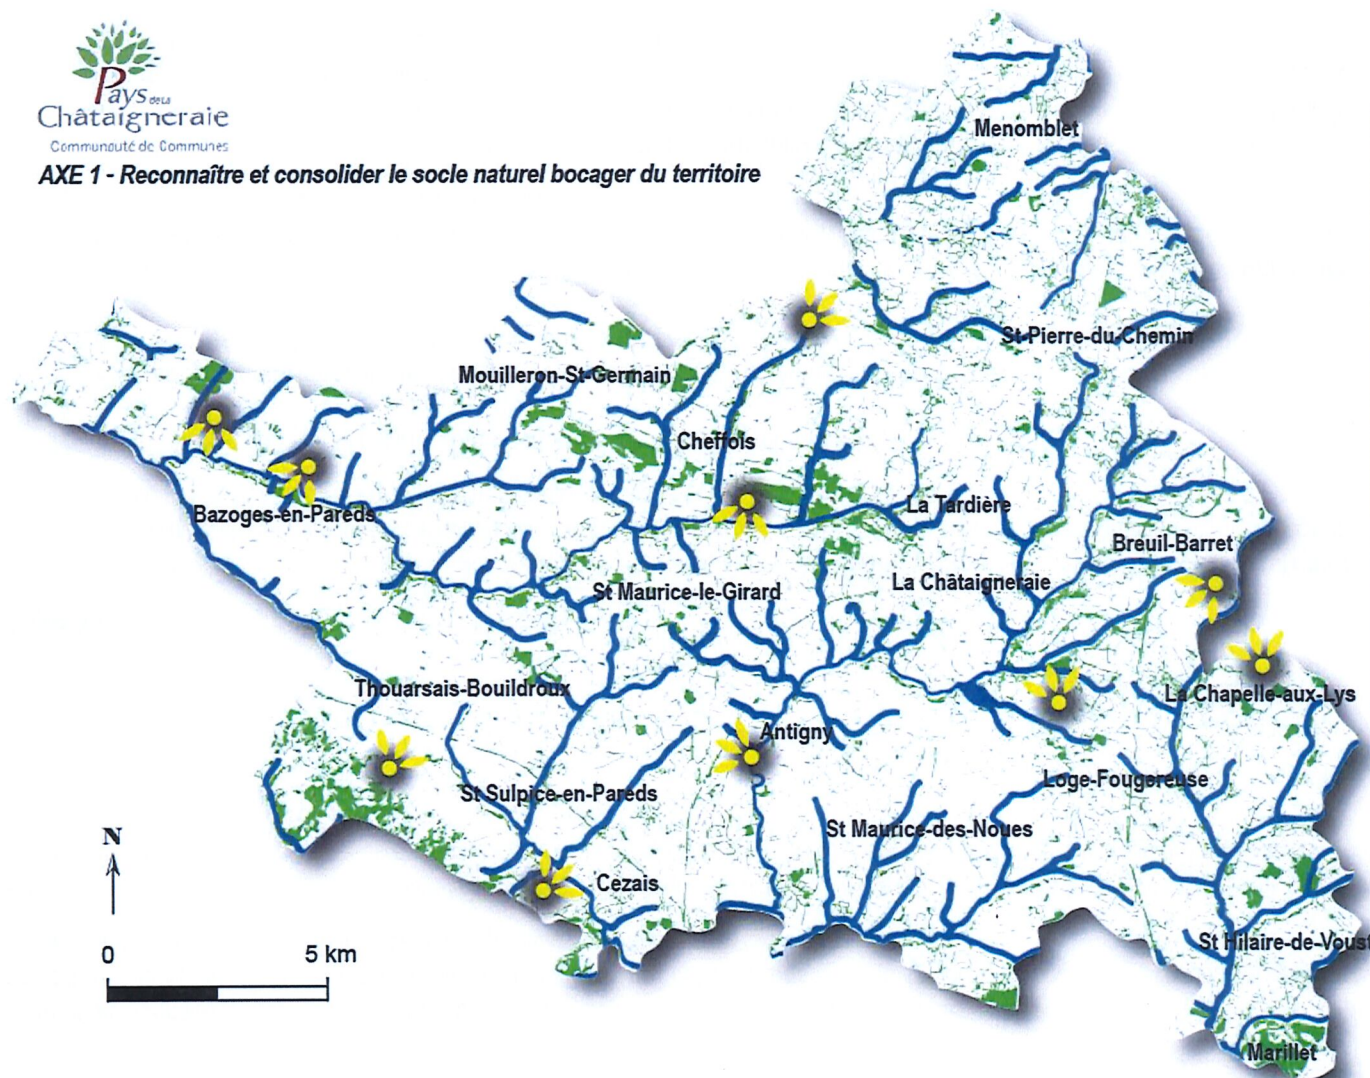 Pays de la
Châtaigneraie
Communauté de Communes
AXE 1 - Reconnaître et consolider le socle naturel bocager du territoire
Menomblet
St-Pierre-du-Chemin
Mouilleron-St-Germain
Cheffois
La Tardière
Bazoges-en-Pareds
Breuil-Barret
La Châtaigneraie
St Maurice-le-Girard
Thouarsais-Bouildroux
La Chapelle-aux-Lys
Antigny
Loge-Fougereuse
St Sulpice-en-Pareds
St Maurice-des-Noues
N
Cezais
St Hilaire-de-Voust
0 5 km
Marillet